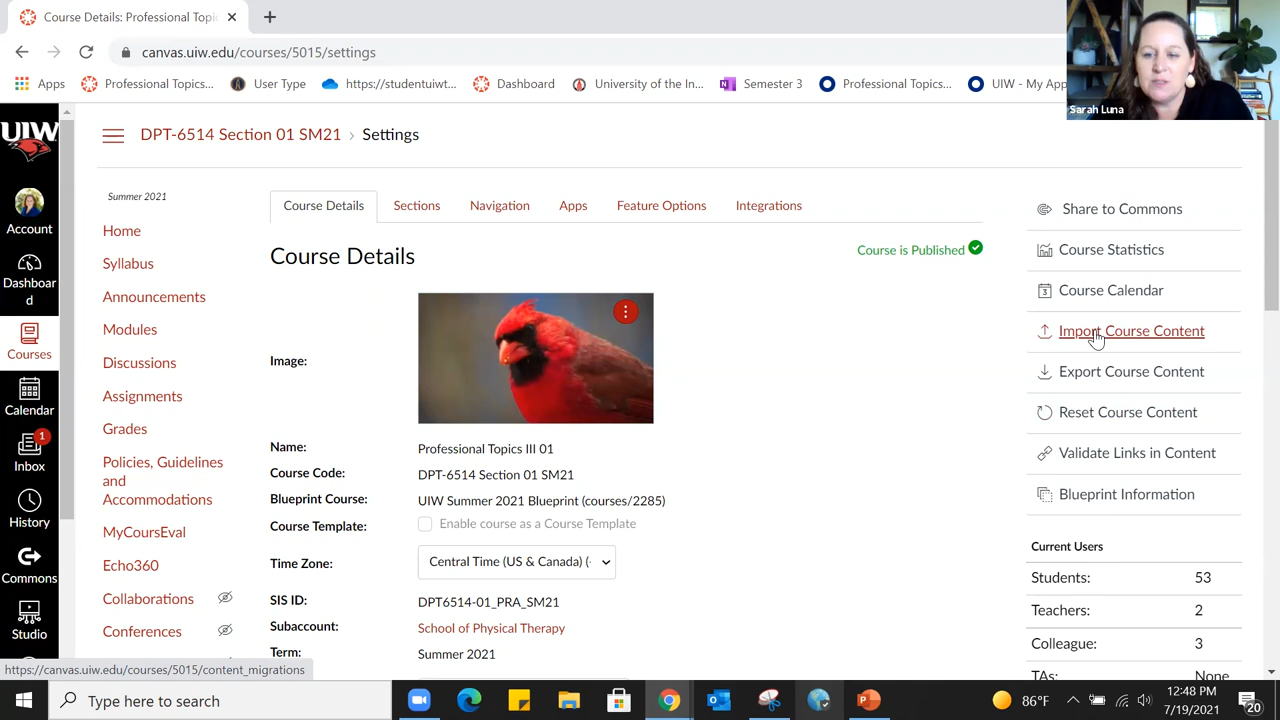 Course Details: Professional Topi
canvas.uiw.edu/courses/5015/settings
Apps
Professional Topics...
User Type
https://studentuiwt...
Dashboard
University of the In...
Semester 3
Professional Topics...
UIW - My App
Sarah Luna
UIW
Account
Dashboar
d
Courses
Calendar
1
Inbox
History
Commons
Studio
DPT-6514 Section 01 SM21 › Settings
Summer 2021
Home
Syllabus
Announcements
Modules
Discussions
Assignments
Grades
Policies, Guidelines
and
Accommodations
MyCoursEval
Echo360
Collaborations
Conferences
Course Details
Sections
Navigation
Apps
Feature Options
Integrations
Course Details
Course is Published
Image:
Name: Professional Topics III 01
Course Code: DPT-6514 Section 01 SM21
Blueprint Course: UIW Summer 2021 Blueprint (courses/2285)
Course Template: Enable course as a Course Template
Time Zone: Central Time (US & Canada) (
SIS ID: DPT6514-01_PRA_SM21
Subaccount: School of Physical Therapy
Term: Summer 2021
Share to Commons
Course Statistics
3 Course Calendar
Import Course Content
Export Course Content
Reset Course Content
Validate Links in Content
Blueprint Information
Current Users
Students: 53
Teachers: 2
Colleague: 3
TAs: None
https://canvas.uiw.edu/courses/5015/content_migrations
Type here to search
86°F
12:48 PM
7/19/2021
20